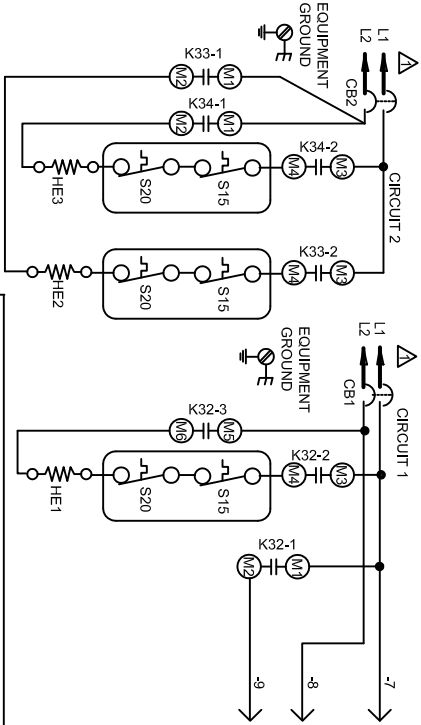 K33-1
M2
M1
EQUIPMENT
GROUND
1
L1
L2
CB2
K34-1
M2
M1
K34-2
M4
M3
CIRCUIT 2
HE3
S20
S15
K33-2
M4
M3
HE2
S20
S15
EQUIPMENT
GROUND
1
L1
L2
CB1
CIRCUIT 1
K32-3
M6
M5
K32-2
M4
M3
HE1
S20
S15
K32-1
M2
M1
-9
-8
-7